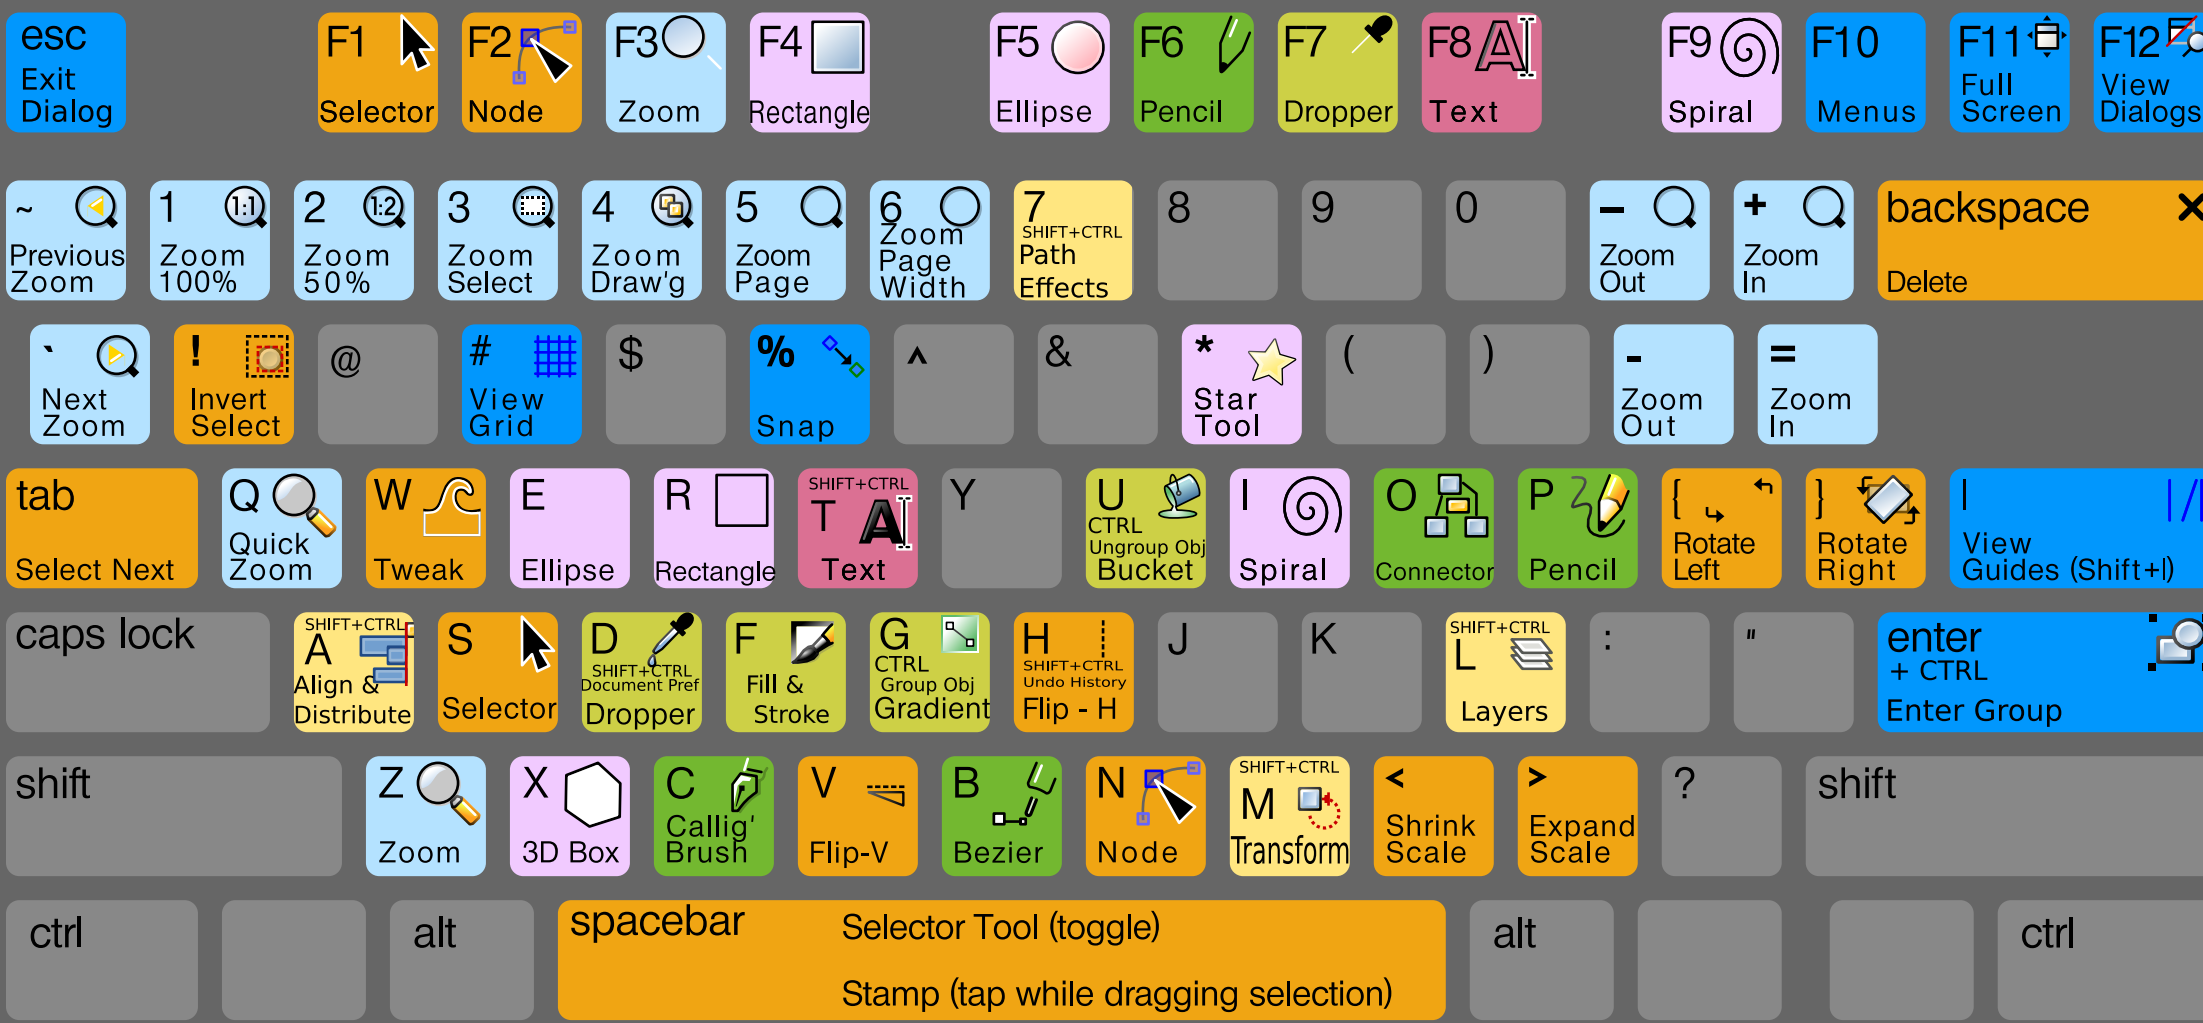 esc
Exit
Dialog
F1
Selector
F2
Node
F3
Zoom
F4
Rectangle
F5
Ellipse
F6
Pencil
F7
Dropper
F8 A
Text
F9
Spiral
F10
Menus
F11
Full
Screen
F12
View
Dialogs
~
Previous
Zoom
1 1:1
Zoom
100%
2 1:2
Zoom
50%
3
Zoom
Select
4
Zoom
Draw'g
5
Zoom
Page
6
Zoom
Page
Width
7
SHIFT+CTRL
Path
Effects
8
9
0
–
Zoom
Out
+
Zoom
In
backspace
Delete
`
Next
Zoom
!
Invert
Select
@
#
View
Grid
$
%
Snap
^
&
*
Star
Tool
(
)
-
Zoom
Out
=
Zoom
In
tab
Select Next
Q
Quick
Zoom
W
Tweak
E
Ellipse
R
Rectangle
SHIFT+CTRL
T A
Text
Y
U
CTRL
Ungroup Obj
Bucket
I
Spiral
O
Connector
P
Pencil
[
Rotate
Left
]
Rotate
Right
|
View
Guides (Shift+|)
caps lock
SHIFT+CTRL
A
Align &
Distribute
S
Selector
D
SHIFT+CTRL
Document Pref
Dropper
F
Fill &
Stroke
G
CTRL
Group Obj
Gradient
H
SHIFT+CTRL
Undo History
Flip - H
J
K
SHIFT+CTRL
L
Layers
:
"
enter
+ CTRL
Enter Group
shift
Z
Zoom
X
3D Box
C
Callig'
Brush
V
Flip-V
B
Bezier
N
Node
SHIFT+CTRL
M
Transform
<
Shrink
Scale
>
Expand
Scale
?
shift
ctrl
alt
spacebar
Selector Tool (toggle)
Stamp (tap while dragging selection)
alt
ctrl